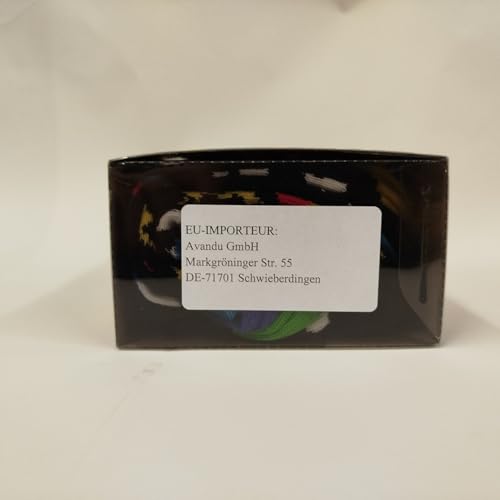 EU-IMPORTEUR:
Avandu GmbH
Markgröninger Str. 55
DE-71701 Schwieberdingen